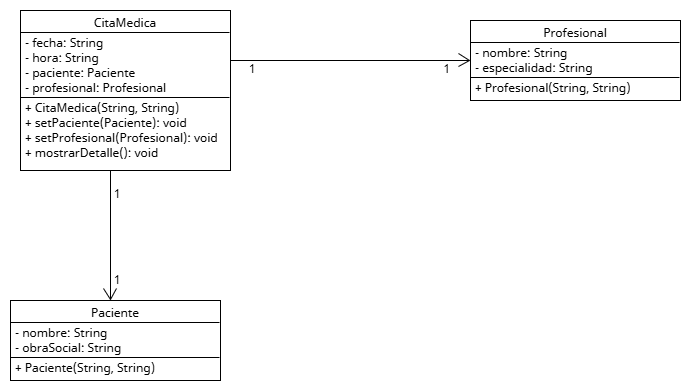 CitaMedica
- fecha: String
- hora: String
- paciente: Paciente
- profesional: Profesional
+ CitaMedica(String, String)
+ setPaciente(Paciente): void
+ setProfesional(Profesional): void
+ mostrarDetalle(): void
1
1
Profesional
- nombre: String
- especialidad: String
+ Profesional(String, String)
1
1
Paciente
- nombre: String
- obraSocial: String
+ Paciente(String, String)